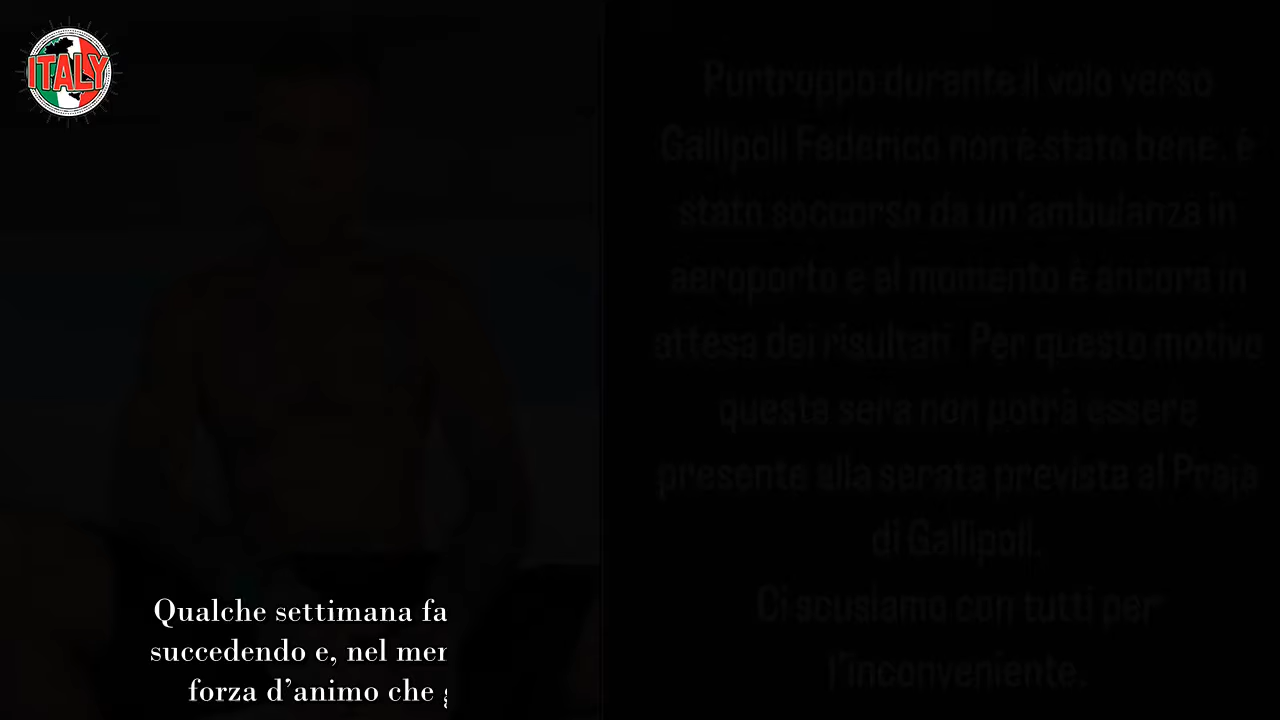 ITALY
Purtroppo durante il volo verso
Gallipoli Federico non è stato bene, è
stato soccorso da un'ambulanza in
aeroporto e al momento è ancora in
attesa dei risultati. Per questo motivo
questa sera non potrà essere
presente alla serata prevista al Praja
di Gallipoli.
Ci scusiamo con tutti per
l'inconveniente.
Qualche settimana fa
succedendo e, nel
forza d'animo che